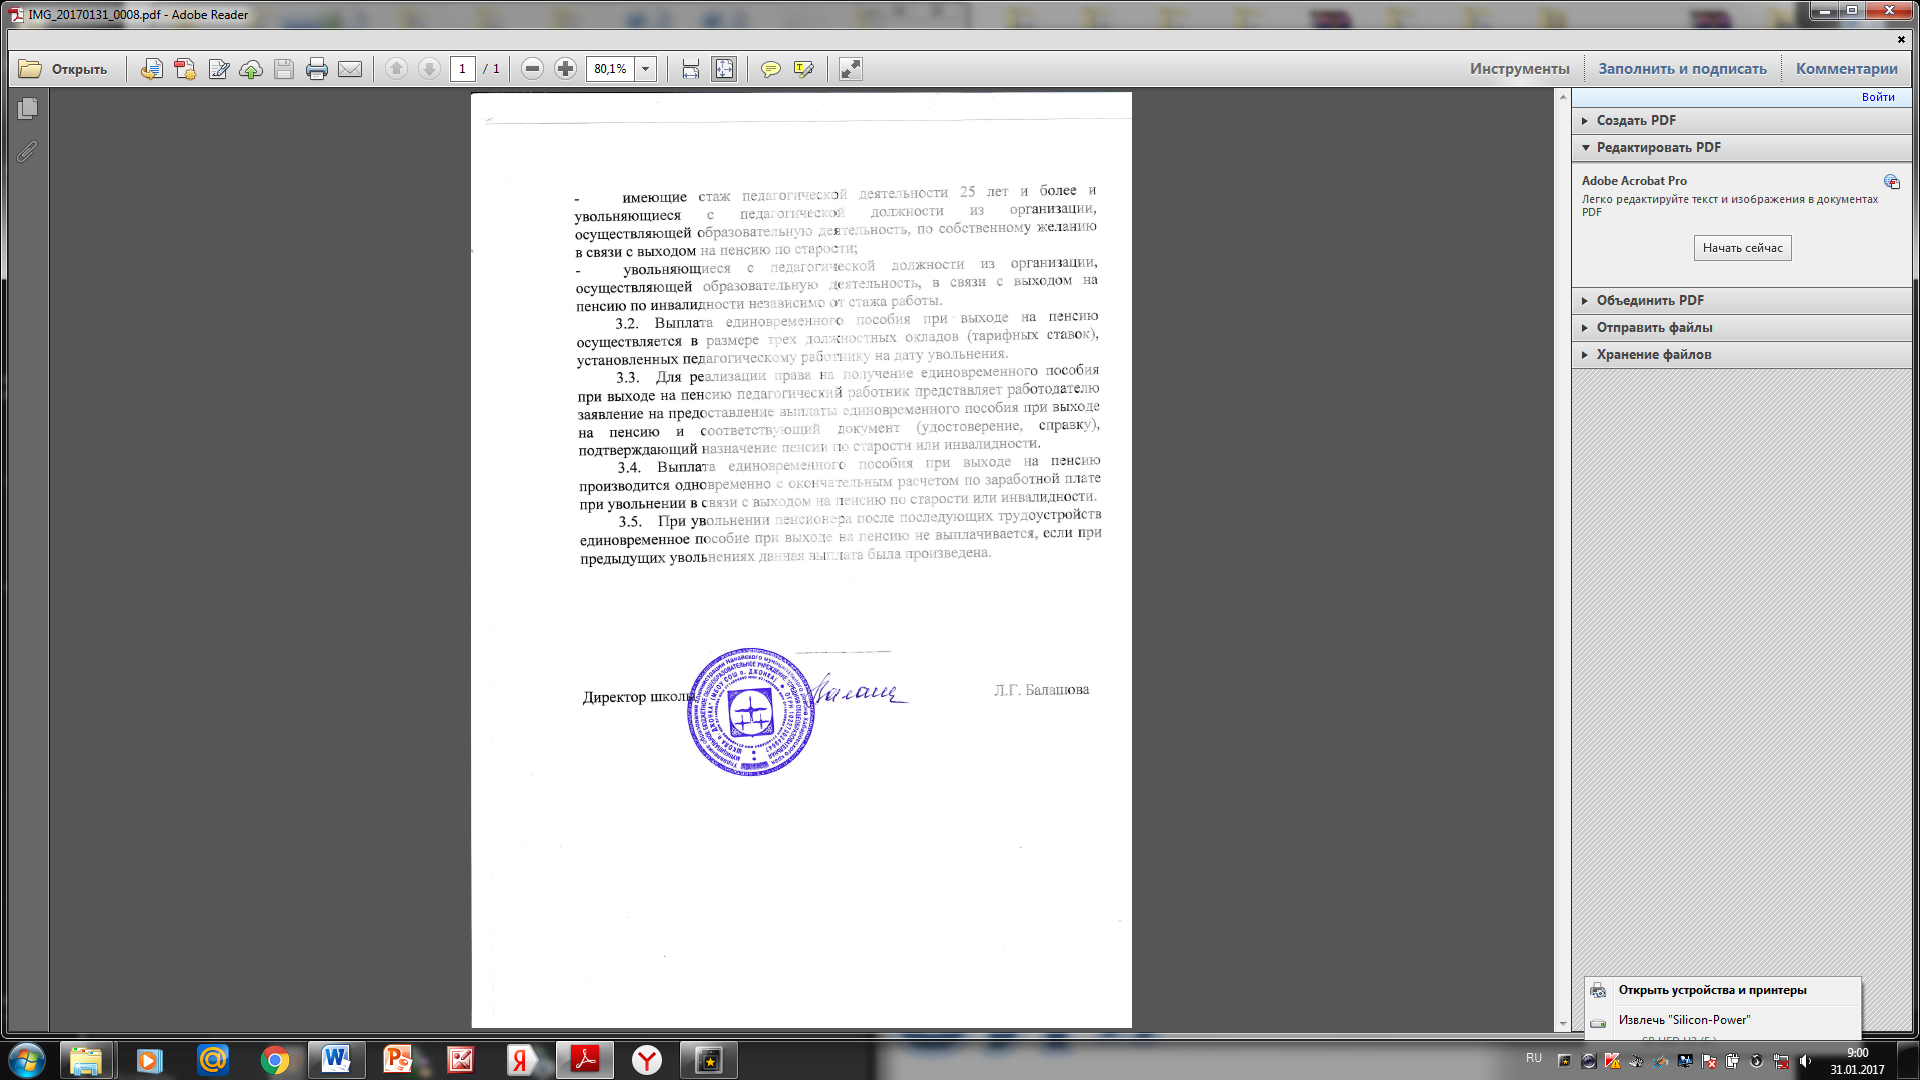 IMG_20170131_0008.pdf - Adobe Reader
Открыть
1 / 1
80,1%
Инструменты
Заполнить и подписать
Комментарии
Войти
Создать PDF
Редактировать PDF
Adobe Acrobat Pro
Легко редактируйте текст и изображения в документах
PDF
Начать сейчас
Объединить PDF
Отправить файлы
Хранение файлов
- имеющие стаж педагогической деятельности 25 лет и более и
увольняющиеся с педагогической должности из организации,
осуществляющей образовательную деятельность, по собственному желанию
в связи с выходом на пенсию по старости;
- увольняющиеся с педагогической должности из организации,
осуществляющей образовательную деятельность, в связи с выходом на
пенсию по инвалидности независимо от стажа работы.
3.2. Выплата единовременного пособия при выходе на пенсию
осуществляется в размере трех должностных окладов (тарифных ставок),
установленных педагогическому работнику на дату увольнения.
3.3. Для реализации права на получение единовременного пособия
при выходе на пенсию педагогический работник представляет работодателю
заявление на предоставление выплаты единовременного пособия при выходе
на пенсию и соответствующий документ (удостоверение, справку),
подтверждающий назначение пенсии по старости или инвалидности.
3.4. Выплата единовременного пособия при выходе на пенсию
производится одновременно с окончательным расчетом по заработной плате
при увольнении в связи с выходом на пенсию по старости или инвалидности.
3.5. При увольнении пенсионера после последующих трудоустройств
единовременное пособие при выходе на пенсию не выплачивается, если при
предыдущих увольнениях данная выплата была произведена.
Директор школы
Л.Г. Балашова
Открыть устройства и принтеры
Извлечь "Silicon-Power"
RU
9:00
31.01.2017